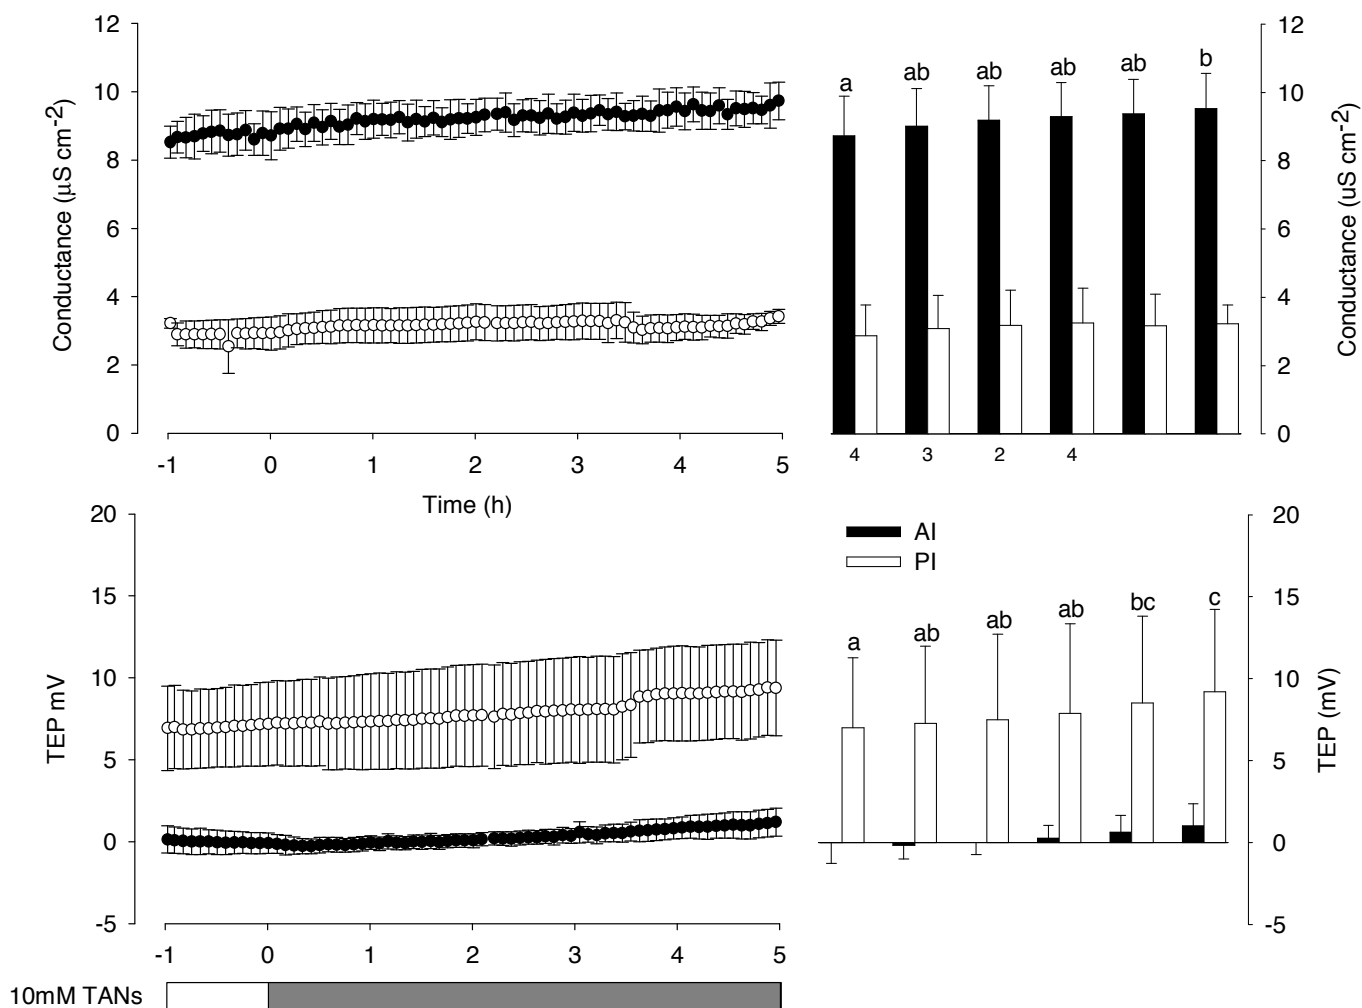 12
10
8
6
4
2
0
Conductance (µS cm-2)
-1 0 1 2 3 4 5
Time (h)
a ab ab ab ab b
12
10
8
6
4
2
0
Conductance (uS cm-2)
4 3 2 4
20
15
10
5
0
-5
TEP mV
-1 0 1 2 3 4 5
10mM TANs
AI
PI
a ab ab ab bc c
20
15
10
5
0
-5
TEP (mV)